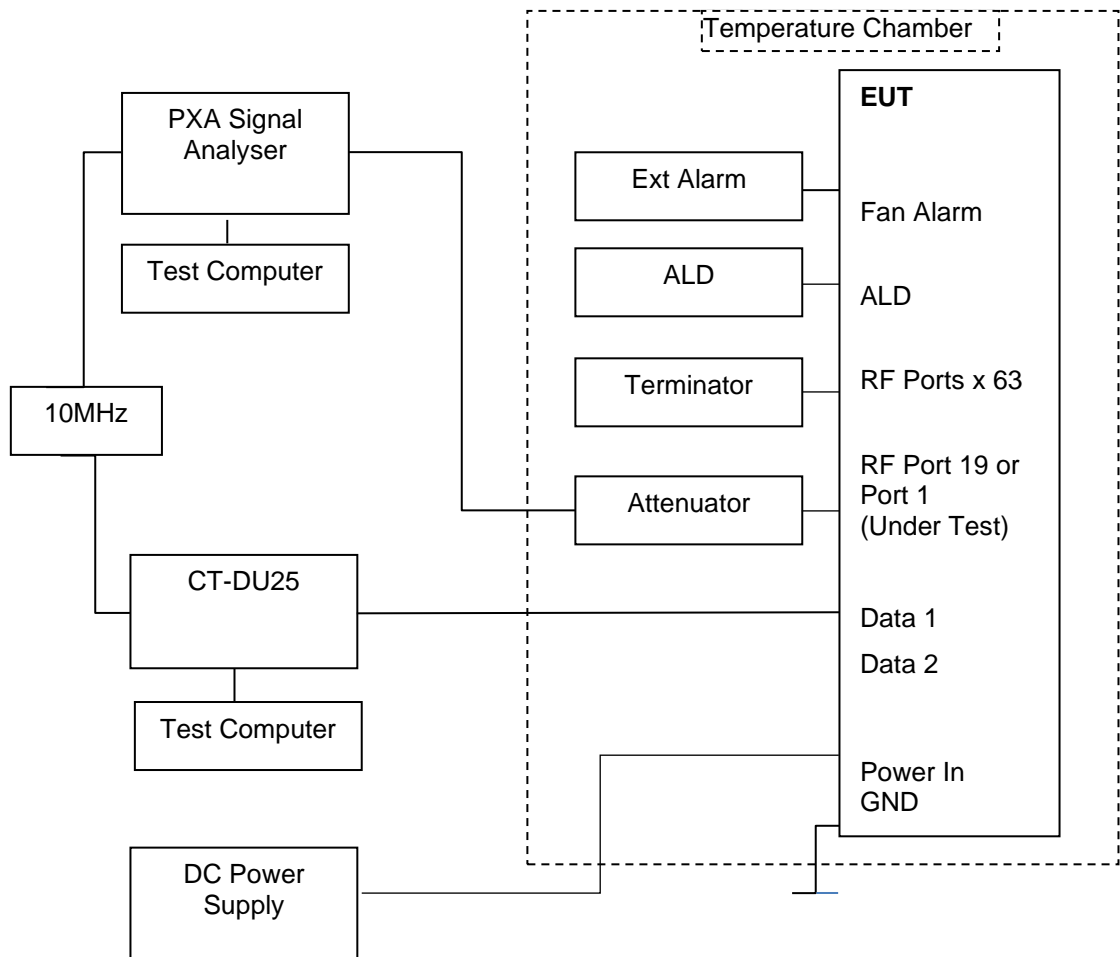 Temperature Chamber
PXA Signal
Analyser
Test Computer
10MHz
CT-DU25
Test Computer
DC Power
Supply
Ext Alarm
ALD
Terminator
Attenuator
EUT
Fan Alarm
ALD
RF Ports x 63
RF Port 19 or
Port 1
(Under Test)
Data 1
Data 2
Power In
GND